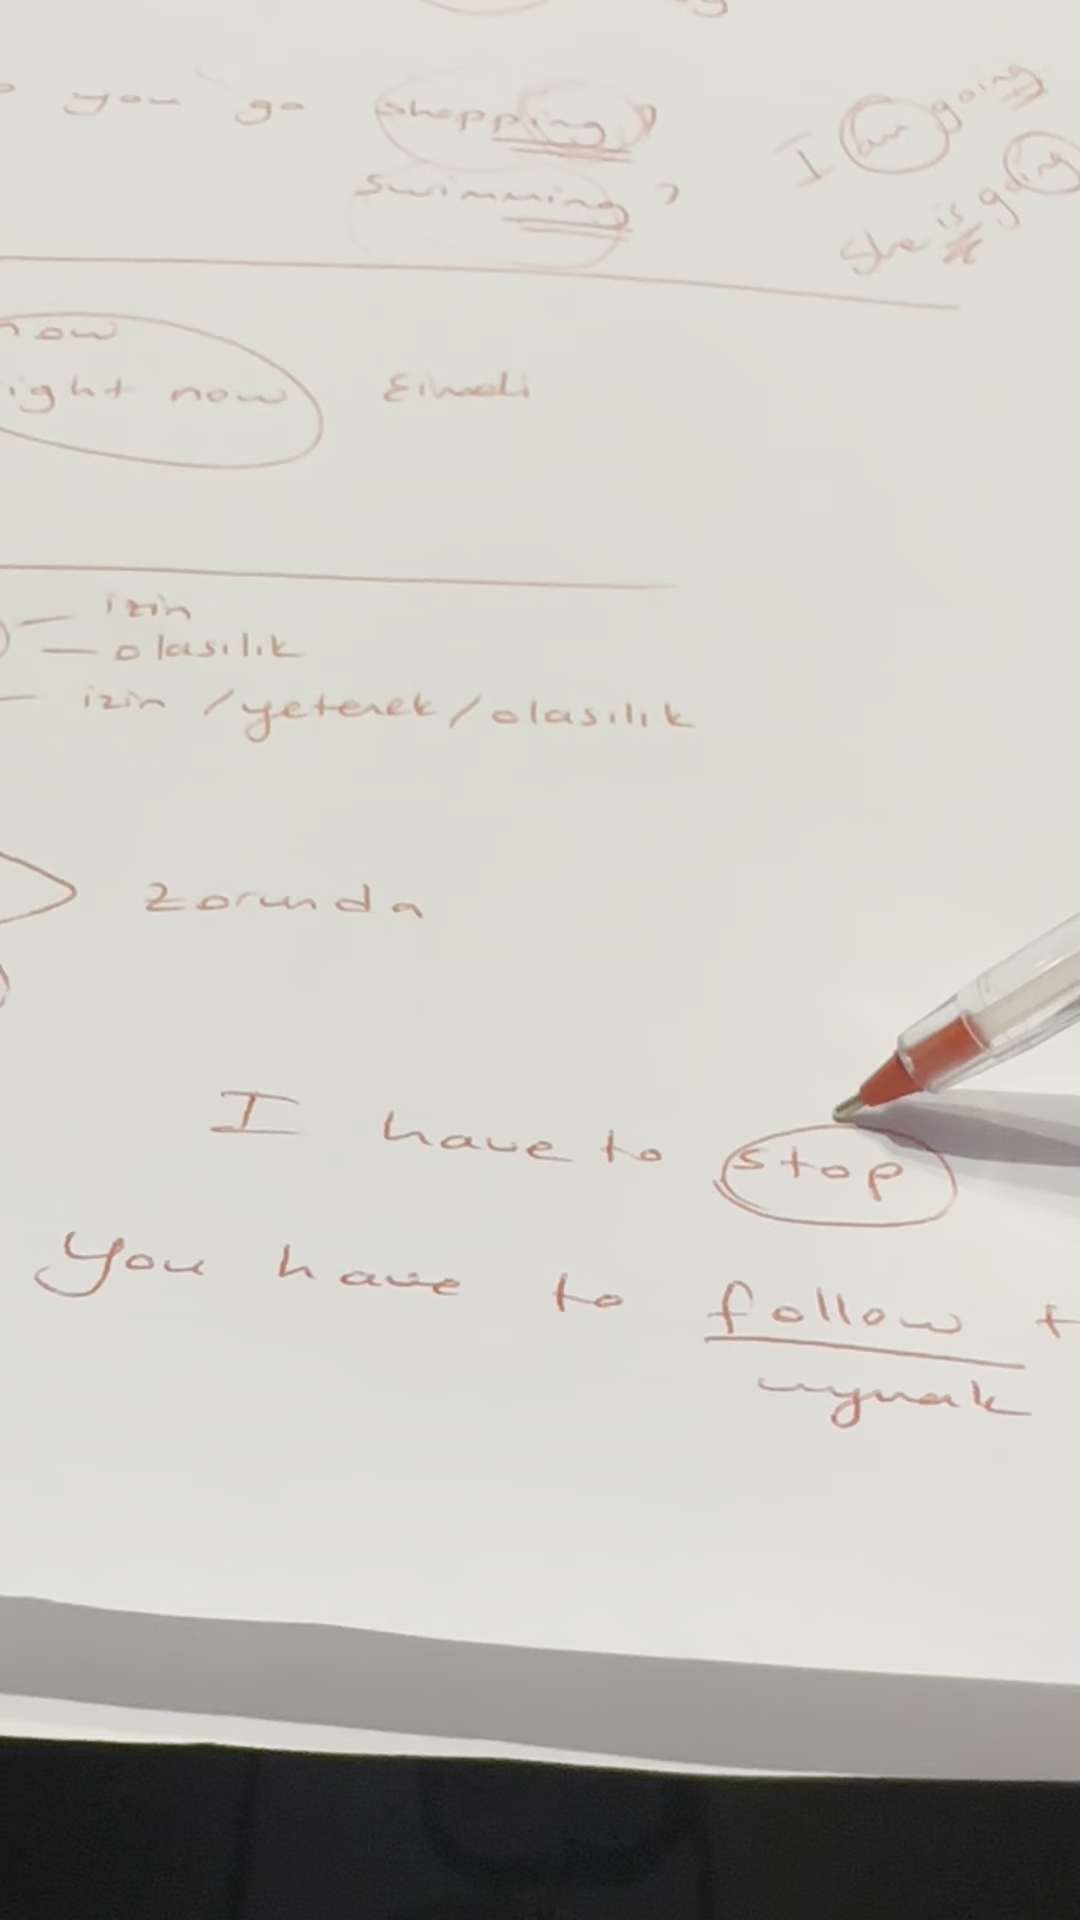 you go shopping?
swimming?
I am going
she is going
now
ight now
izin
olasılık
izin / yetenek / olasılık
zorunda
I have to stop
you have to follow t
uymak